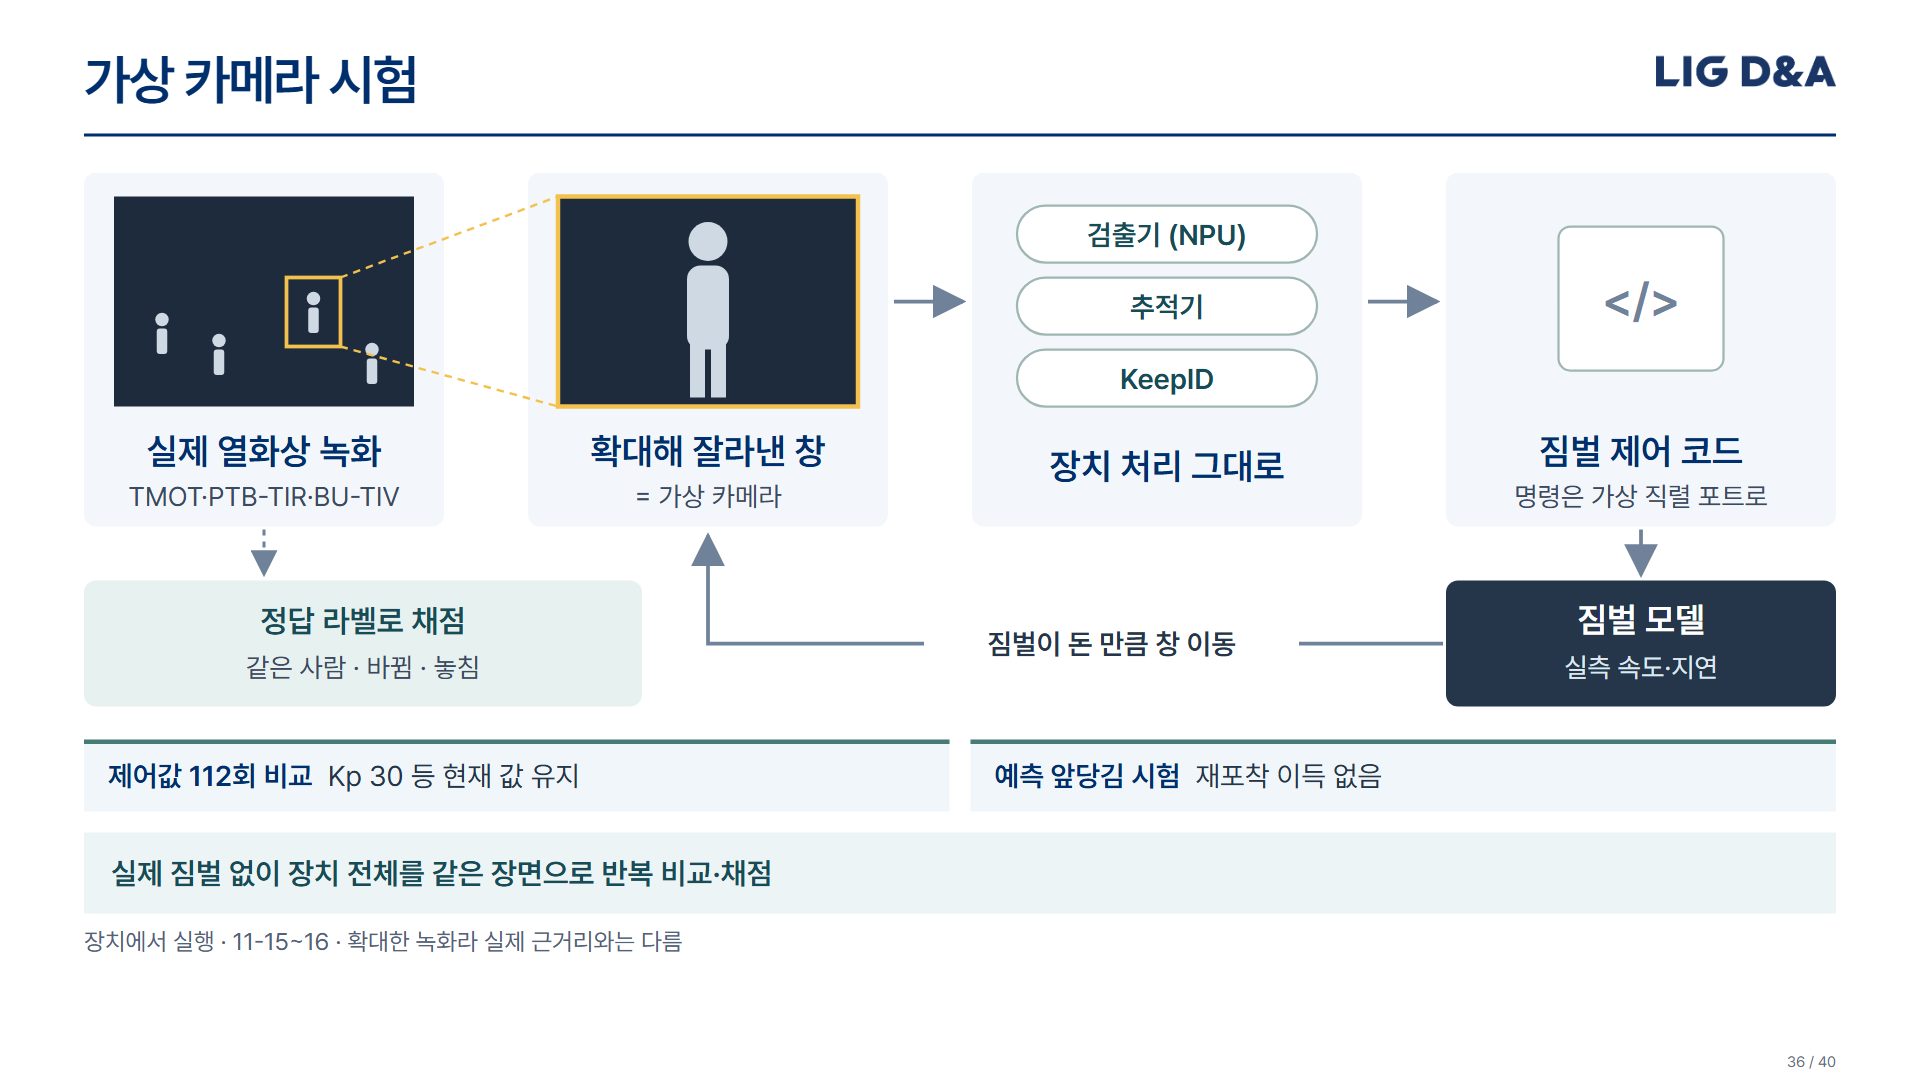 가상 카메라 시험
LIG D&A
검출기 (NPU)
추적기
KeepID
</>
실제 열화상 녹화
TMOT·PTB-TIR·BU-TIV
확대해 잘라낸 창
= 가상 카메라
장치 처리 그대로
짐벌 제어 코드
명령은 가상 직렬 포트로
정답 라벨로 채점
같은 사람 · 바뀜 · 놓침
짐벌이 돈 만큼 창 이동
짐벌 모델
실측 속도·지연
제어값 112회 비교 Kp 30 등 현재 값 유지
예측 앞당김 시험 재포착 이득 없음
실제 짐벌 없이 장치 전체를 같은 장면으로 반복 비교·채점
장치에서 실행 · 11-15~16 · 확대한 녹화라 실제 근거리와는 다름
36 / 40